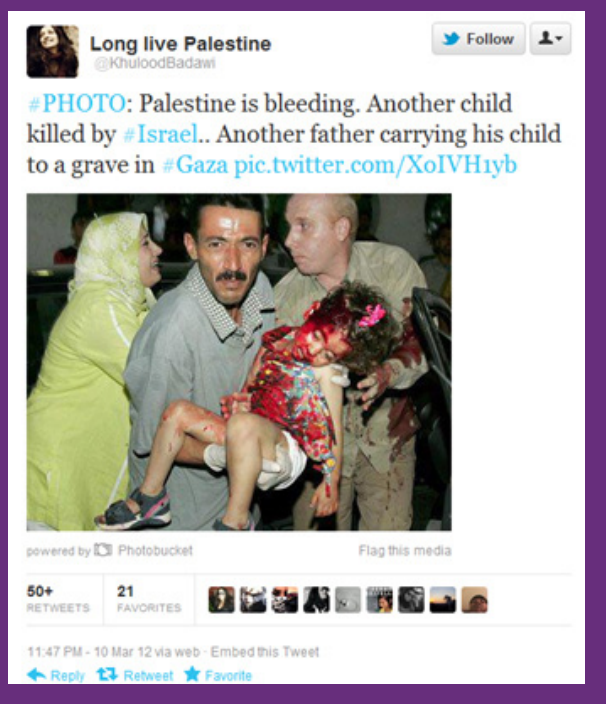 Long live Palestine
@KhuloodBadawi
Follow
#PHOTO: Palestine is bleeding. Another child
killed by #Israel.. Another father carrying his child
to a grave in #Gaza pic.twitter.com/XoIVH1yb
powered by Photobucket
Flag this media
50+
RETWEETS
21
FAVORITES
11:47 PM - 10 Mar 12 via web · Embed this Tweet
Reply Retweet Favorite